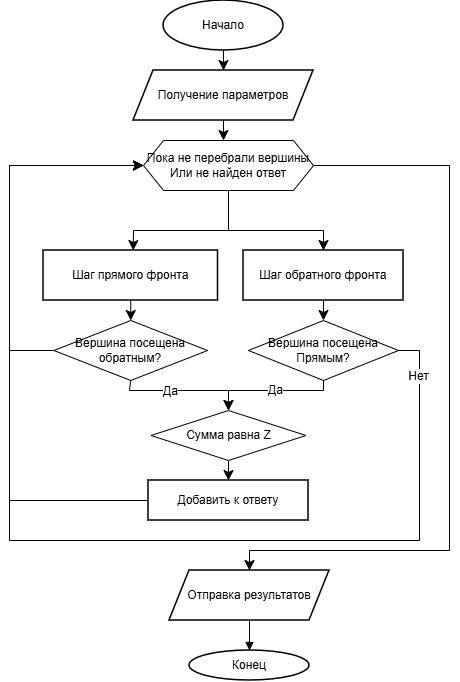 Начало
Получение параметров
Пока не перебрали вершины
Или не найден ответ
Шаг прямого фронта
Шаг обратного фронта
Вершина посещена
обратным?
Вершина посещена
Прямым?
Нет
Да
Да
Сумма равна Z
Добавить к ответу
Отправка результатов
Конец